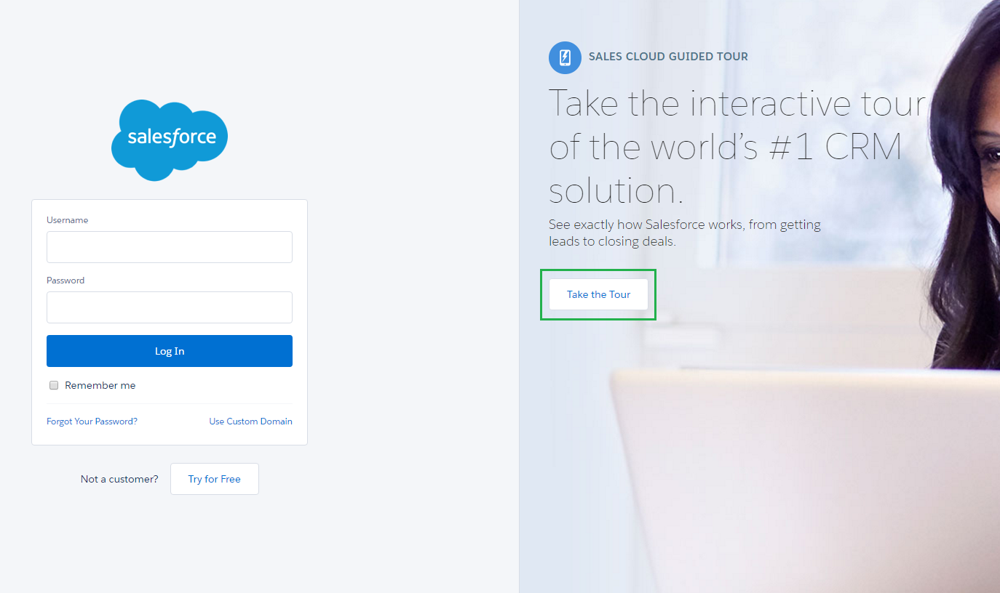 salesforce
Username
Password
Log In
Remember me
Forgot Your Password?
Use Custom Domain
Not a customer?
Try for Free
SALES CLOUD GUIDED TOUR
Take the interactive tour
of the world’s #1 CRM
solution.
See exactly how Salesforce works, from getting
leads to closing deals.
Take the Tour